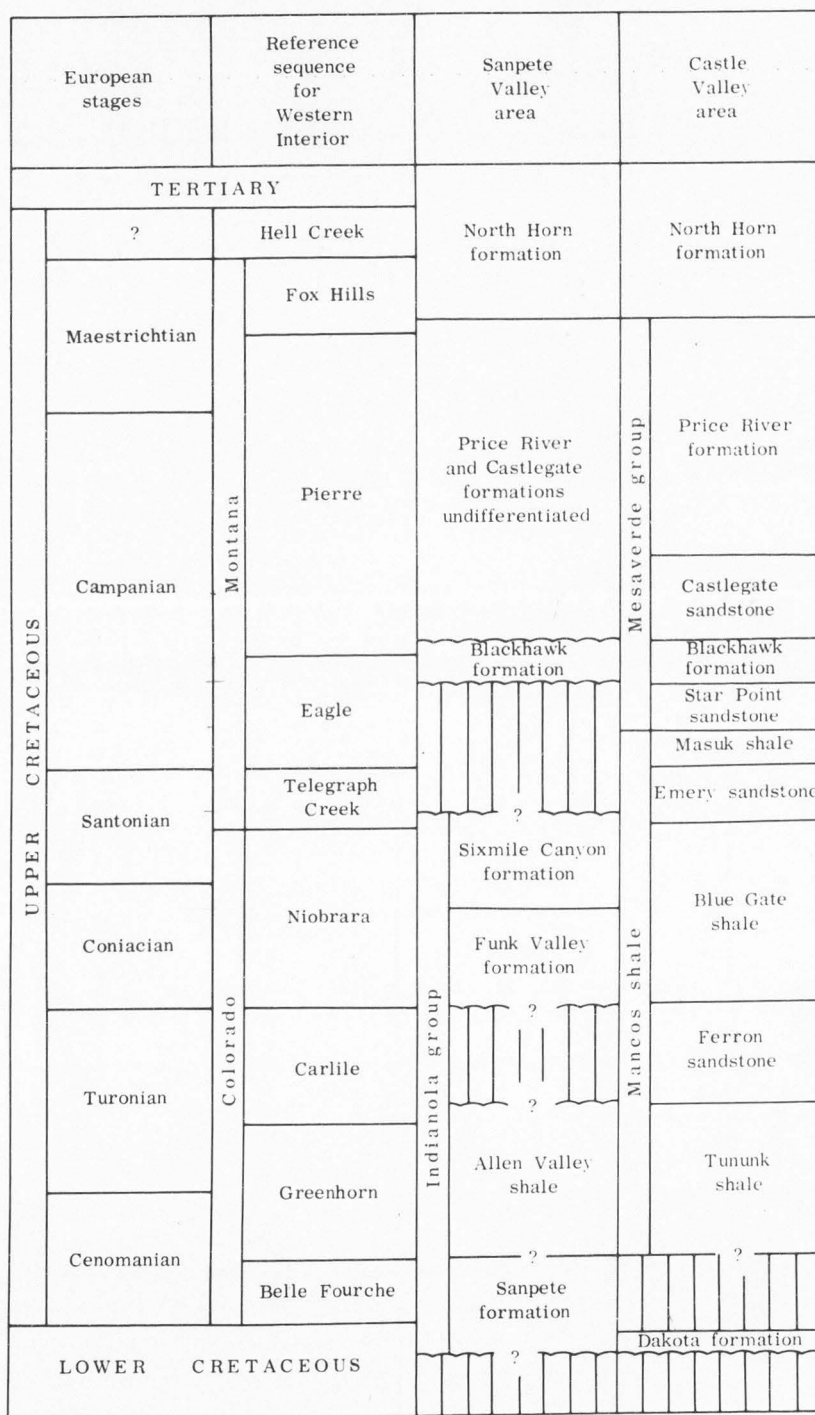 European
stages
Reference
sequence
for
Western
Interior
Sanpete
Valley
area
Castle
Valley
area
TERTIARY
UPPER CRETACEOUS
?
Maestrichtian
Campanian
Santonian
Coniacian
Turonian
Cenomanian
LOWER CRETACEOUS
Montana
Colorado
Hell Creek
Fox Hills
Pierre
Eagle
Telegraph
Creek
Niobrara
Carlile
Greenhorn
Belle Fourche
North Horn
formation
Price River
and Castlegate
formations
undifferentiated
Blackhawk
formation
?
Indianola group
Sixmile Canyon
formation
Funk Valley
formation
?
?
Allen Valley
shale
?
Sanpete
formation
?
North Horn
formation
Mesaverde group
Price River
formation
Castlegate
sandstone
Blackhawk
formation
Star Point
sandstone
Mancos shale
Masuk shale
Emery sandstone
Blue Gate
shale
Ferron
sandstone
Tununk
shale
?
Dakota formation